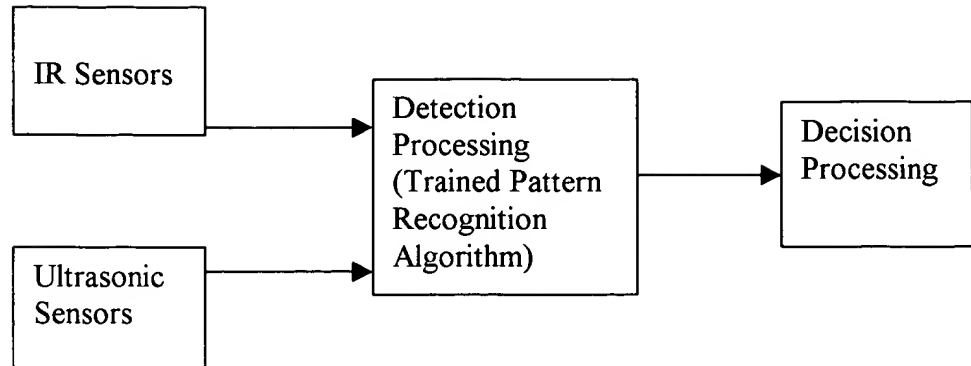 IR Sensors
Detection
Processing
(Trained Pattern
Recognition
Algorithm)
Decision
Processing
Ultrasonic
Sensors